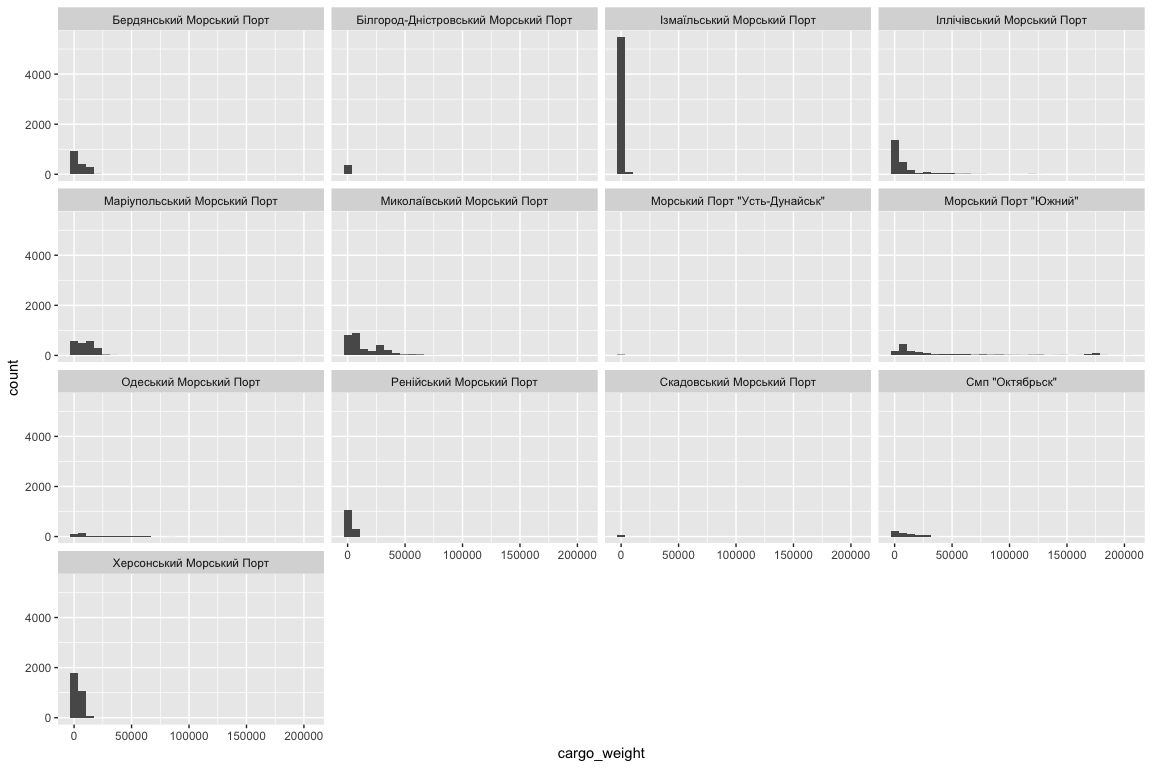 Бердянський Морський Порт
Білгород-Дністровський Морський Порт
Ізмаїльський Морський Порт
Іллічівський Морський Порт
4000
2000
0
Маріупольський Морський Порт
Миколаївський Морський Порт
Морський Порт "Усть-Дунайськ"
Морський Порт "Южний"
4000
2000
0
count
Одеський Морський Порт
Ренійський Морський Порт
Скадовський Морський Порт
Смп "Октябрьск"
4000
2000
0
0 50000 100000 150000 200000
0 50000 100000 150000 200000
0 50000 100000 150000 200000
Херсонський Морський Порт
4000
2000
0
0 50000 100000 150000 200000
cargo_weight